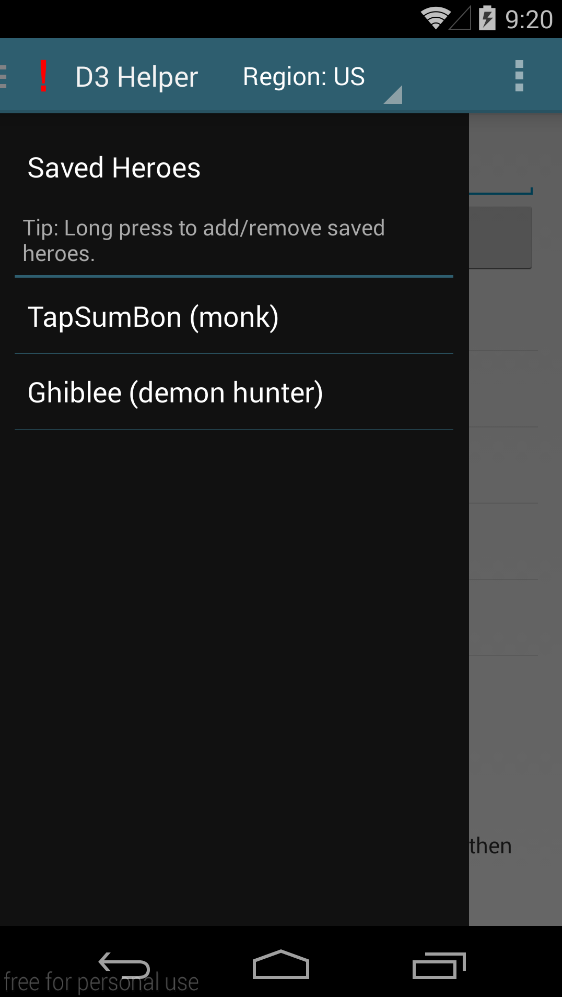 9:20
! D3 Helper Region: US
Saved Heroes
Tip: Long press to add/remove saved
heroes.
TapSumBon (monk)
Ghiblee (demon hunter)
then
free for personal use